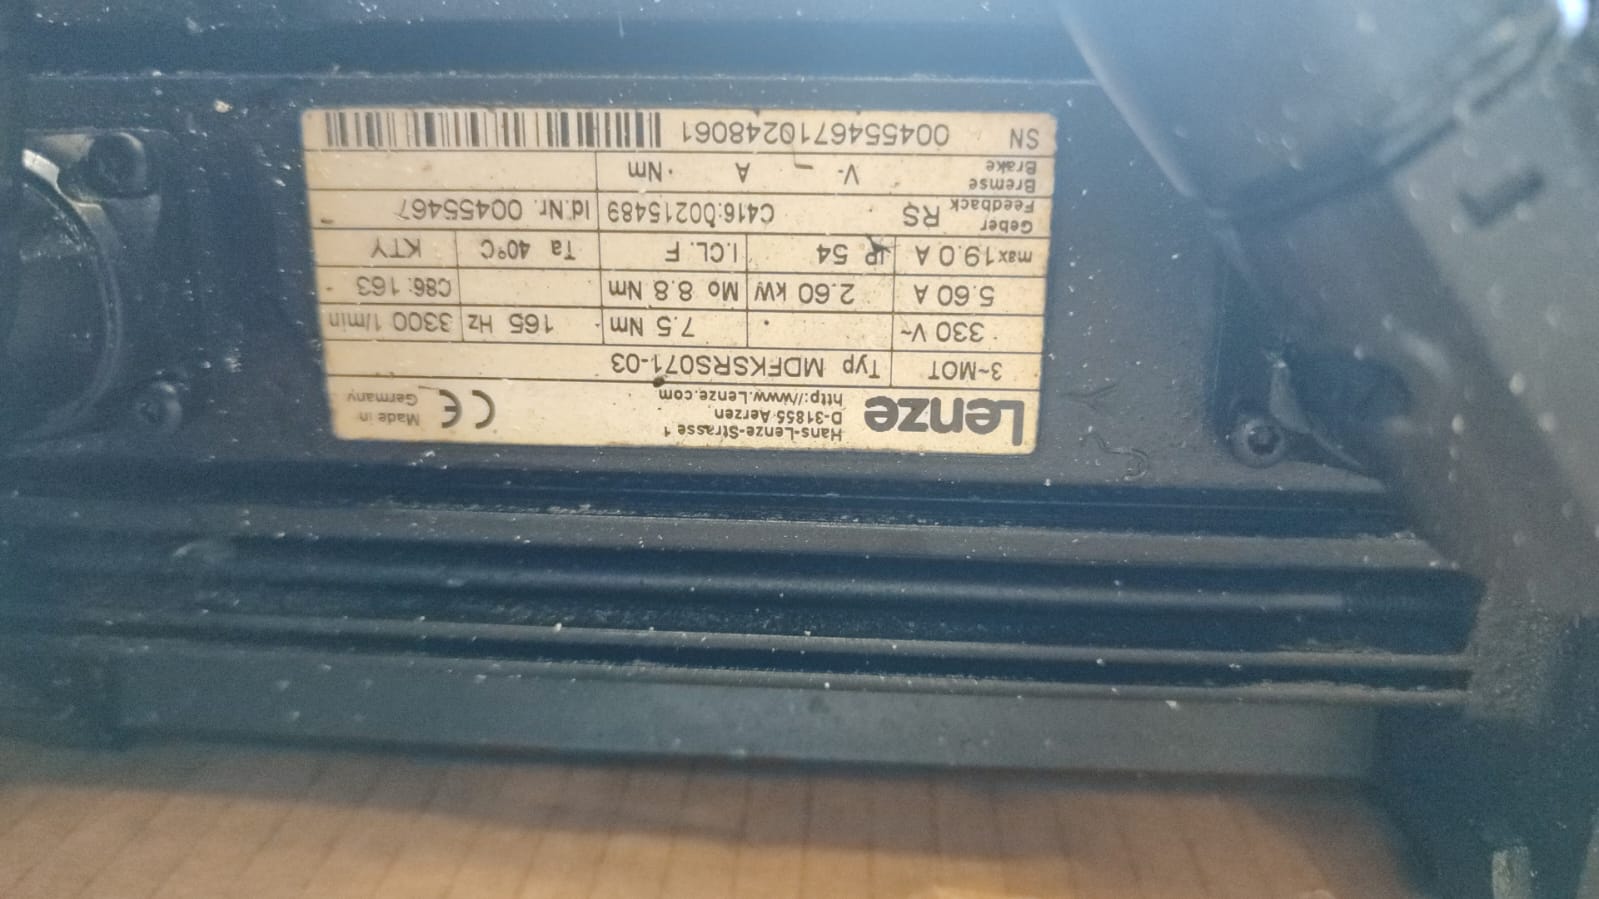 Lenze
Hans-Lenze-Strasse 1
D-31855 Aerzen
http://www.Lenze.com
CE
Made in
Germany
3~MOT Typ MDFKSRS071-03
330 V~ 7.5 Nm 165 Hz 3300 1/min
5.60 A 2.60 kW Mo 8.8 Nm C86: 163
max 19.0 A IP 54 I.CL. F Ta 40°C KTY
Geber
Feedback RS C416:00215489 Id.Nr. 00455467
Bremse
Brake V- A Nm
SN 0045546710248061